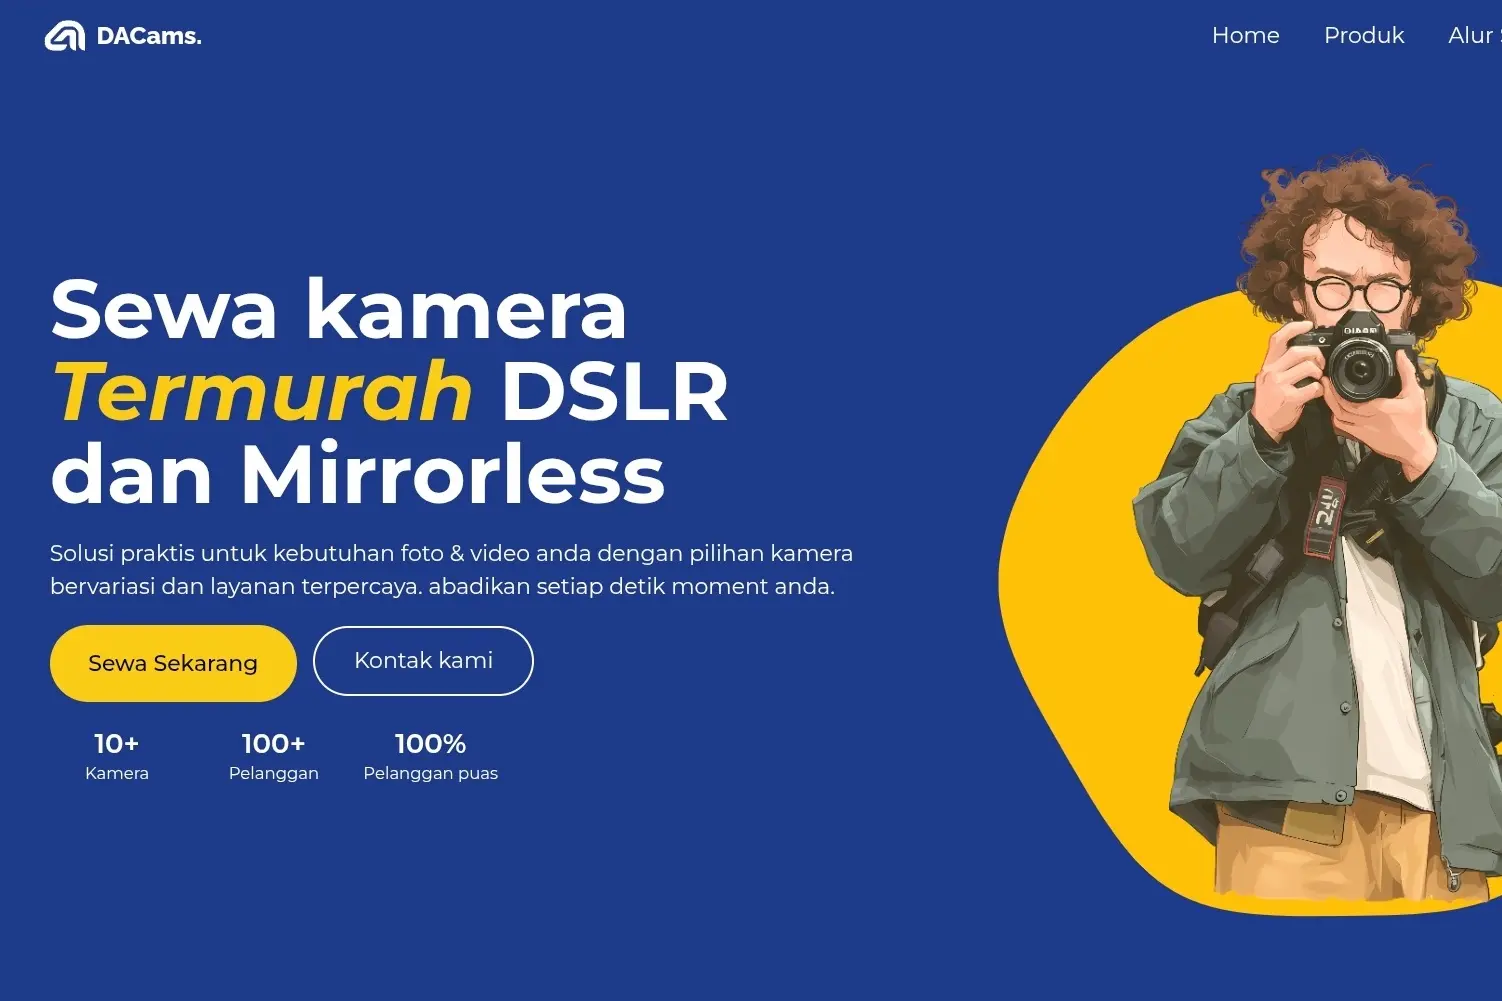 DACams.
Home Produk Alur
Sewa kamera
Termurah DSLR
dan Mirrorless
Solusi praktis untuk kebutuhan foto & video anda dengan pilihan kamera
bervariasi dan layanan terpercaya. abadikan setiap detik moment anda.
Sewa Sekarang Kontak kami
10+ 100+ 100%
Kamera Pelanggan Pelanggan puas